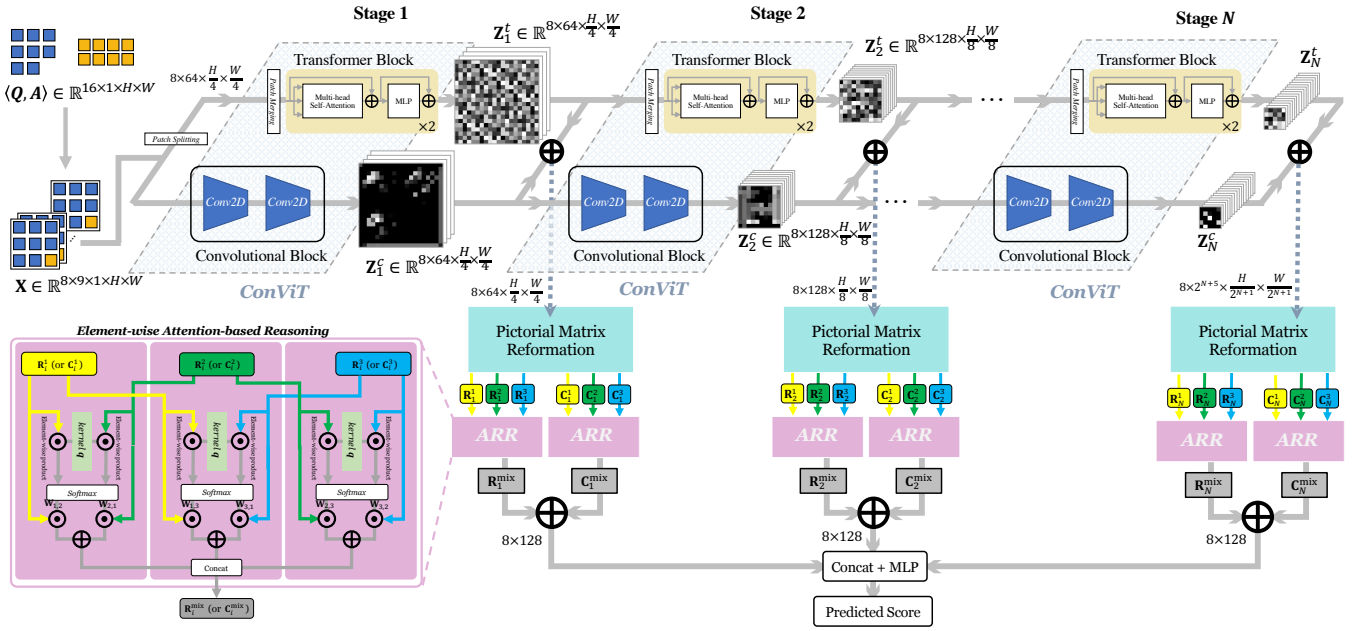 Stage 1
Stage 2
Stage N
⟨Q, A⟩ ∈ ℝ^{16×1×H×W}
X ∈ ℝ^{8×9×1×H×W}
Patch Splitting
8×64×H/4×W/4
Patch Merging
Transformer Block
Multi-head Self-Attention
MLP
×2
Conv2D
Conv2D
Convolutional Block
ConViT
Z_1^t ∈ ℝ^{8×64×H/4×W/4}
Z_1^c ∈ ℝ^{8×64×H/4×W/4}
Patch Merging
Transformer Block
Multi-head Self-Attention
MLP
×2
Conv2D
Conv2D
Convolutional Block
ConViT
Z_2^t ∈ ℝ^{8×128×H/8×W/8}
Z_2^c ∈ ℝ^{8×128×H/8×W/8}
...
...
Patch Merging
Transformer Block
Multi-head Self-Attention
MLP
×2
Conv2D
Conv2D
Convolutional Block
ConViT
Z_N^t
Z_N^c
8×64×H/4×W/4
8×128×H/8×W/8
8×2^{N+5}×H/2^{N+1}×W/2^{N+1}
Pictorial Matrix
Reformation
R_1^1 R_1^2 R_1^3 C_1^1 C_1^2 C_1^3
ARR ARR
R_1^mix C_1^mix
8×128
Pictorial Matrix
Reformation
R_2^1 R_2^2 R_2^3 C_2^1 C_2^2 C_2^3
ARR ARR
R_2^mix C_2^mix
8×128
Pictorial Matrix
Reformation
R_N^1 R_N^2 R_N^3 C_N^1 C_N^2 C_N^3
ARR ARR
R_N^mix C_N^mix
8×128
Concat + MLP
Predicted Score
Element-wise Attention-based Reasoning
R_i^1 (or C_i^1) R_i^2 (or C_i^2) R_i^3 (or C_i^3)
Element-wise product kernel q Element-wise product
Element-wise product kernel q Element-wise product
Element-wise product kernel q Element-wise product
Softmax Softmax Softmax
W_{1,2} W_{2,1} W_{1,3} W_{3,1} W_{2,3} W_{3,2}
Concat
R_i^mix (or C_i^mix)